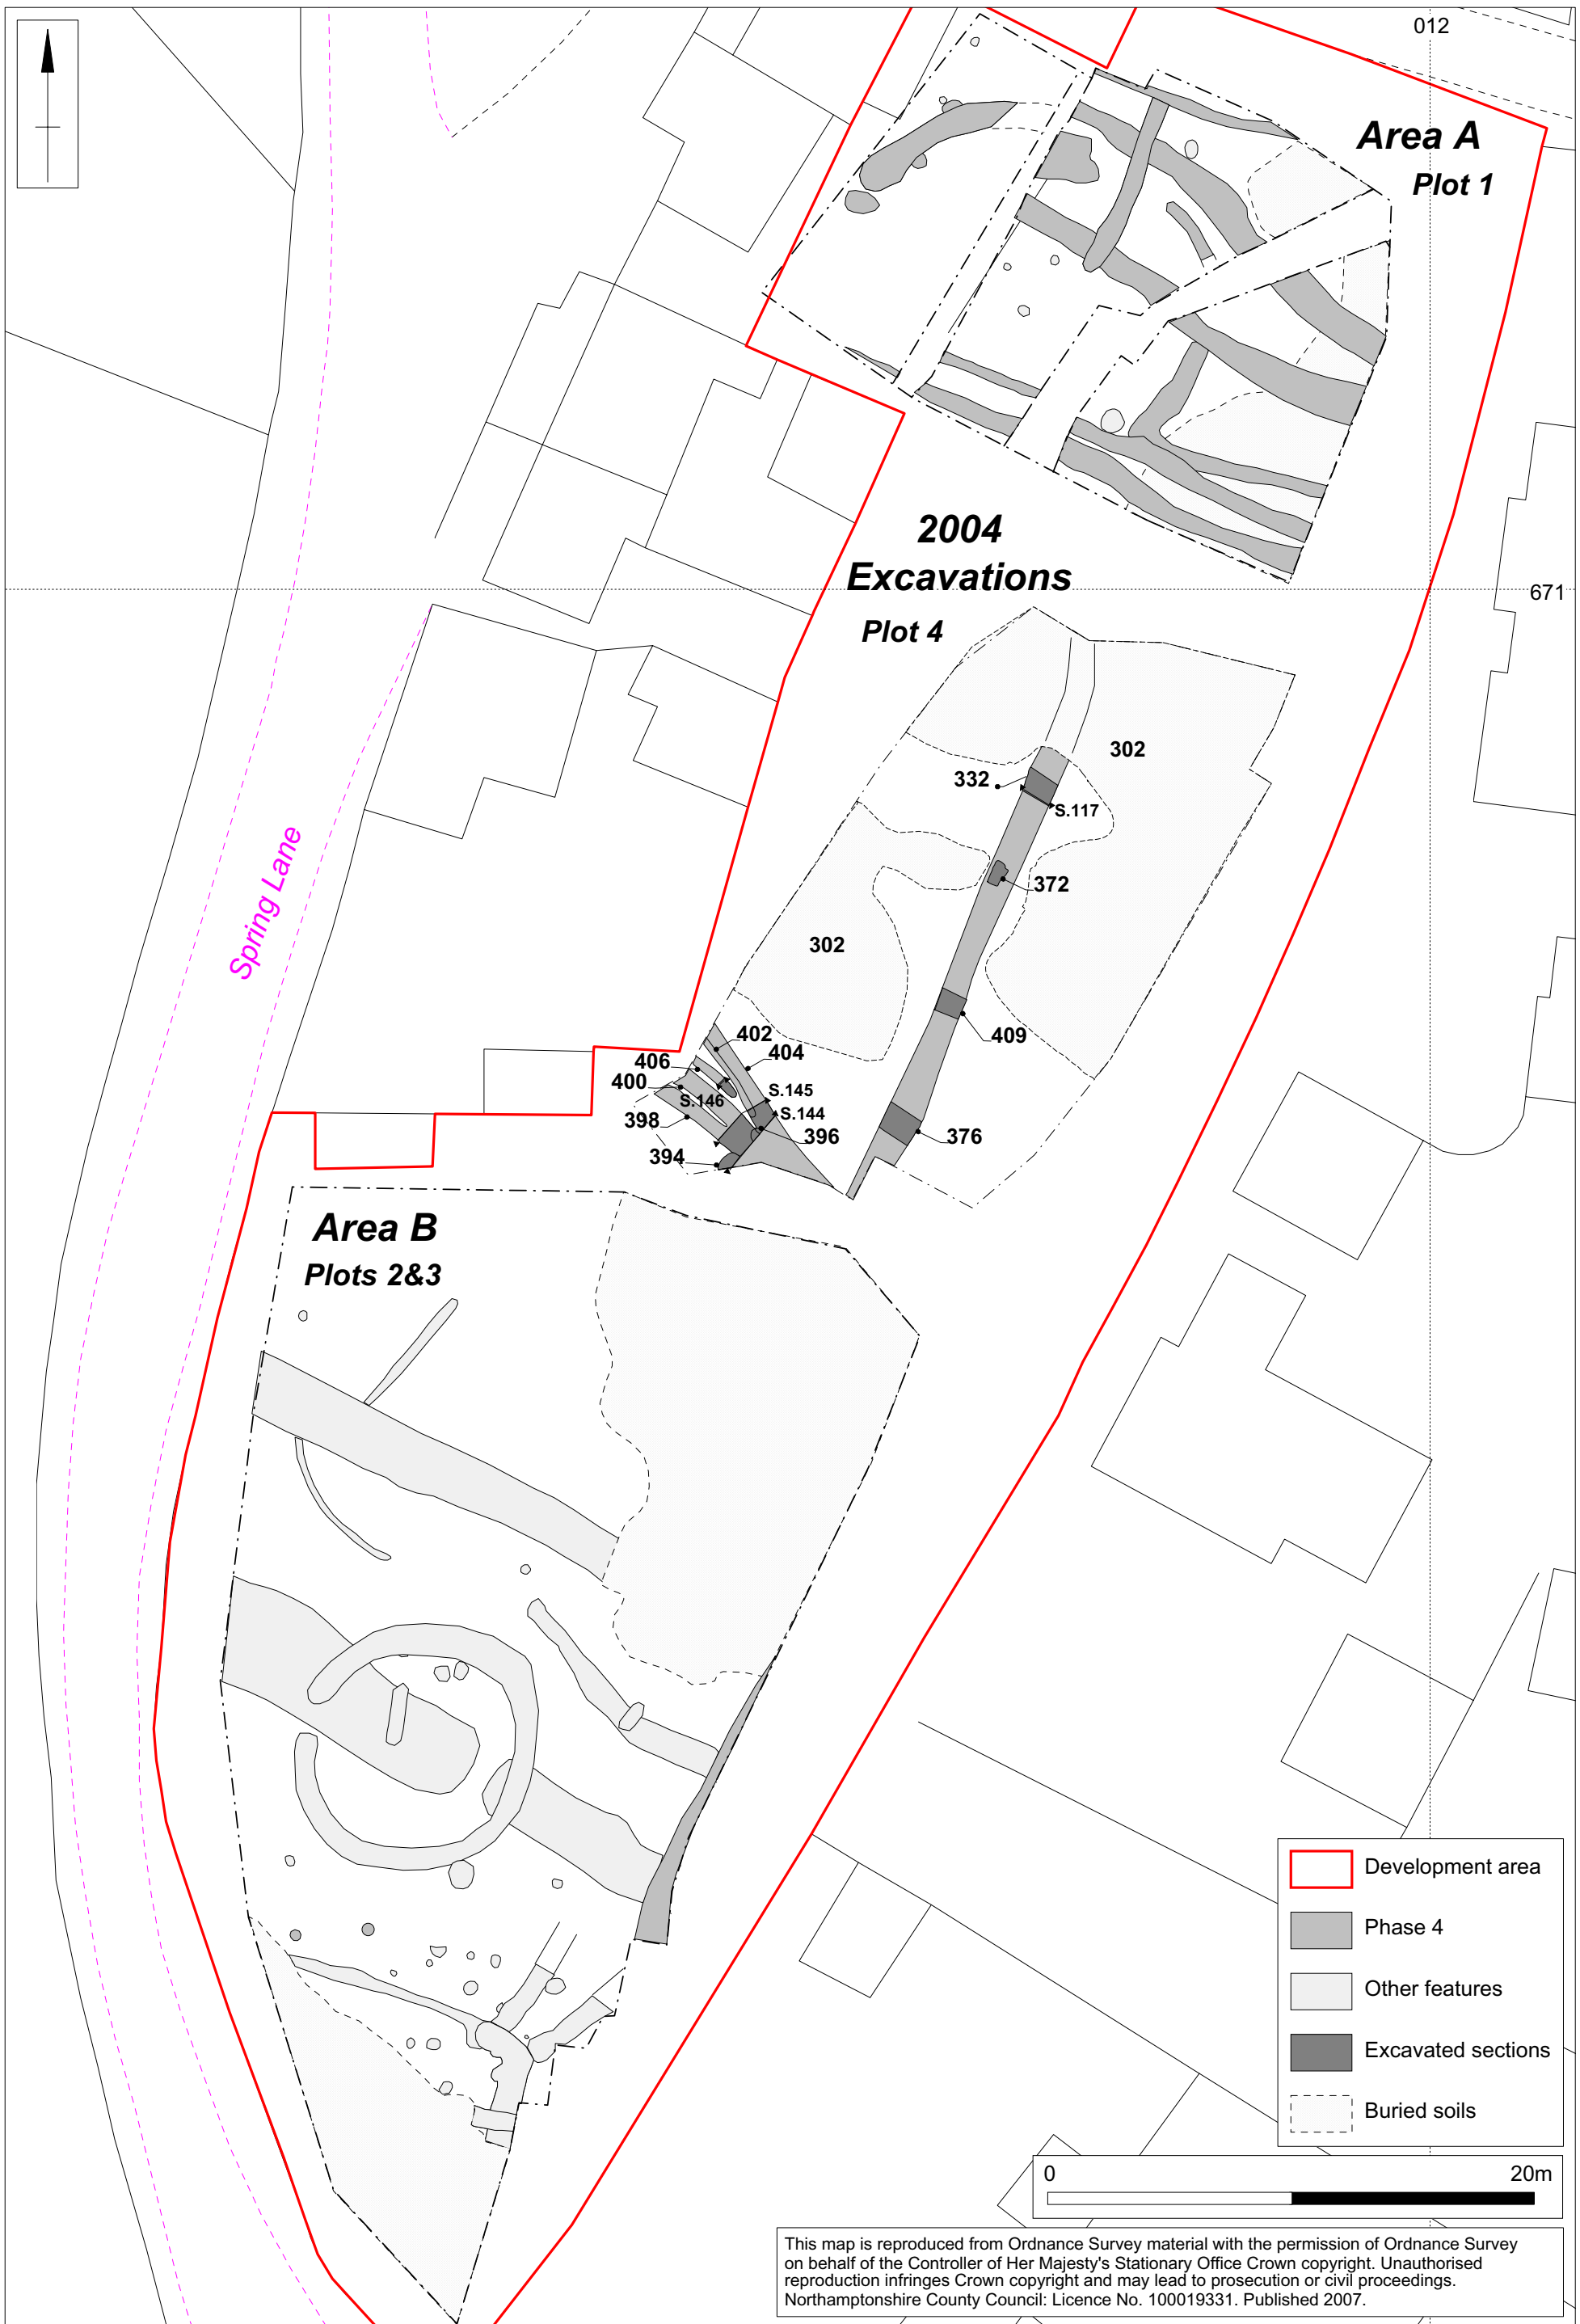 012
Area A
Plot 1
2004
Excavations
671
Plot 4
302
332
S.117
372
302
Spring Lane
409
402
404
406
400
S.145
S.146
S.144
398
396
376
394
Area B
Plots 2&3
Development area
Phase 4
Other features
Excavated sections
Buried soils
0 20m
This map is reproduced from Ordnance Survey material with the permission of Ordnance Survey
on behalf of the Controller of Her Majesty's Stationary Office Crown copyright. Unauthorised
reproduction infringes Crown copyright and may lead to prosecution or civil proceedings.
Northamptonshire County Council: Licence No. 100019331. Published 2007.